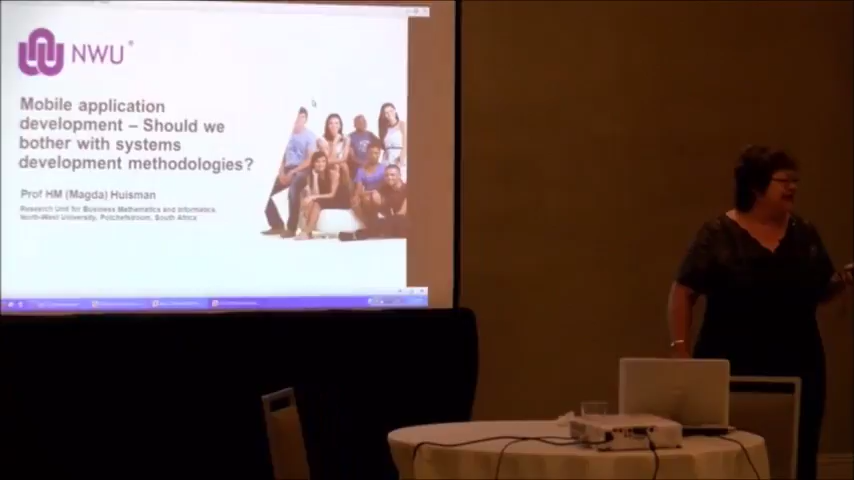 NWU®
Mobile application
development – Should we
bother with systems
development methodologies?
Prof HM (Magda) Huisman
Research Unit for Business Mathematics and Informatics,
North-West University, Potchefstroom, South Africa